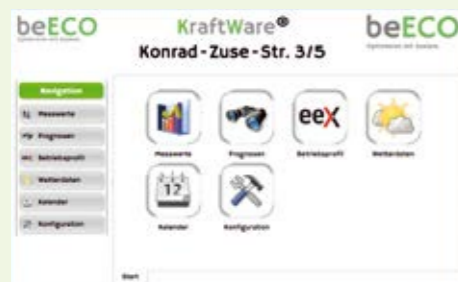 beECO
KraftWare®
beECO
Konrad-Zuse-Str. 3/5
Navigation
Messwerte
Prognosen
Betriebsprofil
Wetterdaten
Kalender
Konfiguration
eex
Messwerte
Prognosen
Betriebsprofil
Wetterdaten
12
Kalender
Konfiguration
Start